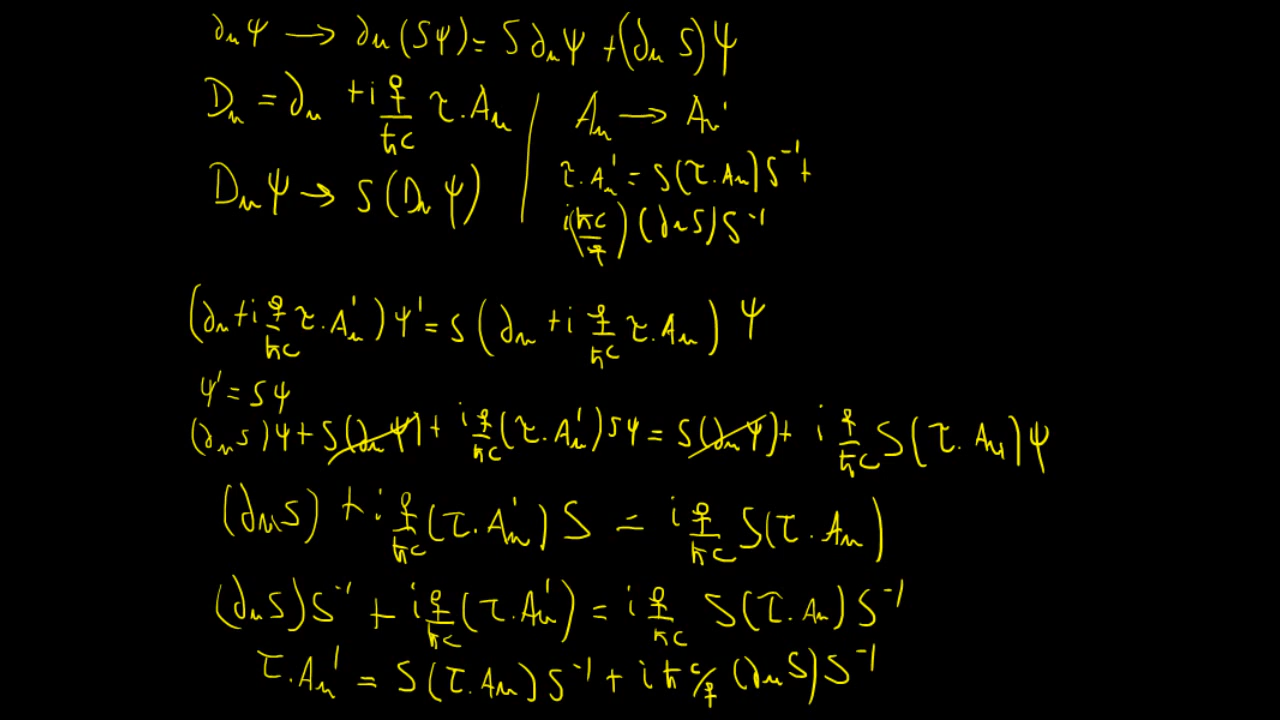 ∂μψ → ∂μ(Sψ) = S∂μψ + (∂μ S)ψ
Dμ = ∂μ + i q/ħc τ.Aμ
Dμψ → S(Dμψ)
Aμ → Aμ'
τ.Aμ' = S(τ.Aμ)S⁻¹ +
i(ħc/q)(∂μS)S⁻¹
(∂μ + i q/ħc τ.Aμ')ψ' = S(∂μ + i q/ħc τ.Aμ)ψ
ψ' = Sψ
(∂μS)ψ + S(∂μψ) + i q/ħc (τ.Aμ')Sψ = S(∂μψ) + i q/ħc S(τ.Aμ)ψ
(∂μS) + i q/ħc (τ.Aμ')S = i q/ħc S(τ.Aμ)
(∂μS)S⁻¹ + i q/ħc (τ.Aμ') = i q/ħc S(τ.Aμ)S⁻¹
τ.Aμ' = S(τ.Aμ)S⁻¹ + iħ c/q (∂μS)S⁻¹